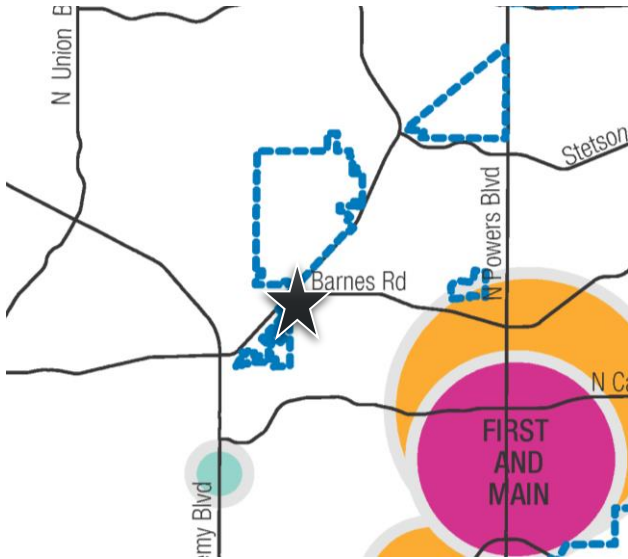 N Union B
Stetson
N Powers Blvd
Barnes Rd
N Ca
FIRST
AND
MAIN
emy Blvd